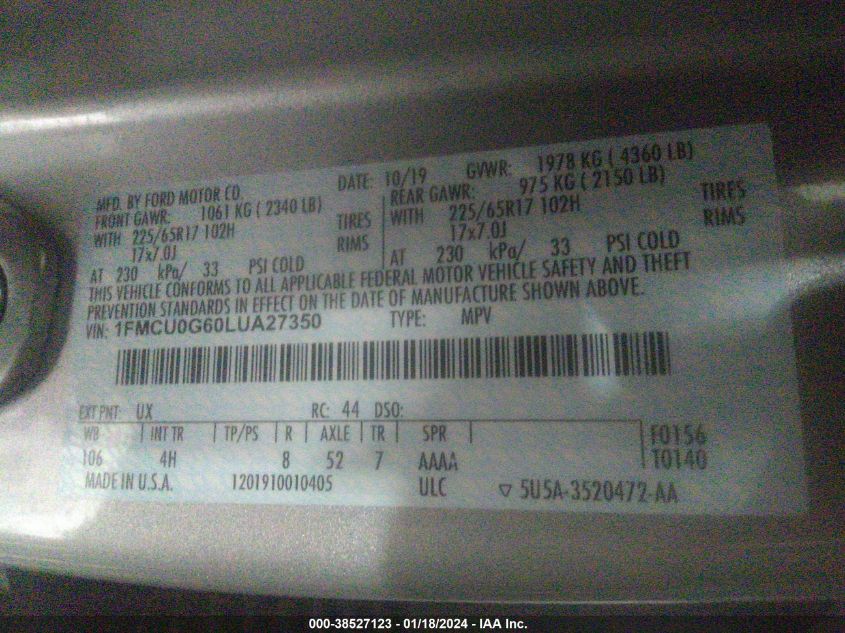 MFD. BY FORD MOTOR CO.
DATE: 10/19 GVWR: 1978 KG ( 4360 LB)
FRONT GAWR: 1061 KG ( 2340 LB)
WITH 225/65R17 102H TIRES
17x7.0J RIMS
AT 230 kPa/ 33 PSI COLD
REAR GAWR: 975 KG ( 2150 LB)
WITH 225/65R17 102H TIRES
17x7.0J RIMS
AT 230 kPa/ 33 PSI COLD
THIS VEHICLE CONFORMS TO ALL APPLICABLE FEDERAL MOTOR VEHICLE SAFETY AND THEFT
PREVENTION STANDARDS IN EFFECT ON THE DATE OF MANUFACTURE SHOWN ABOVE.
VIN: 1FMCU0G60LUA27350 TYPE: MPV
EXT PNT: UX RC: 44 DSO:
WB INT TR TP/PS R AXLE TR SPR
106 4H 8 52 7 AAAA
F0156
T0140
MADE IN U.S.A. 1201910010405 ULC ▽ 5U5A-3520472-AA
000-38527123 - 01/18/2024 - IAA Inc.